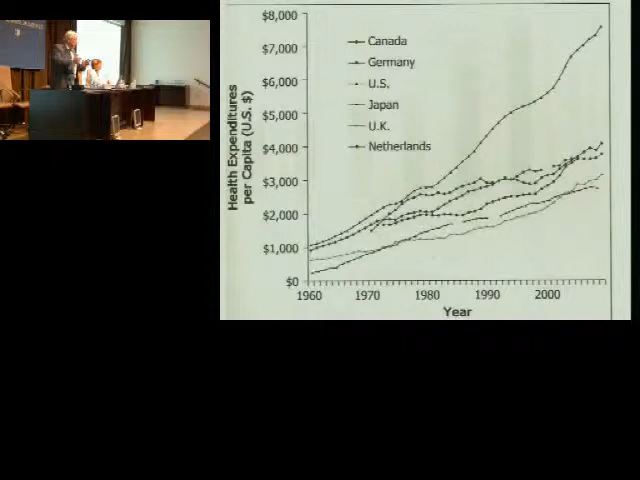 $8,000
$7,000
$6,000
$5,000
$4,000
$3,000
$2,000
$1,000
$0
Health Expenditures
per Capita (U.S. $)
Canada
Germany
U.S.
Japan
U.K.
Netherlands
1960 1970 1980 1990 2000
Year